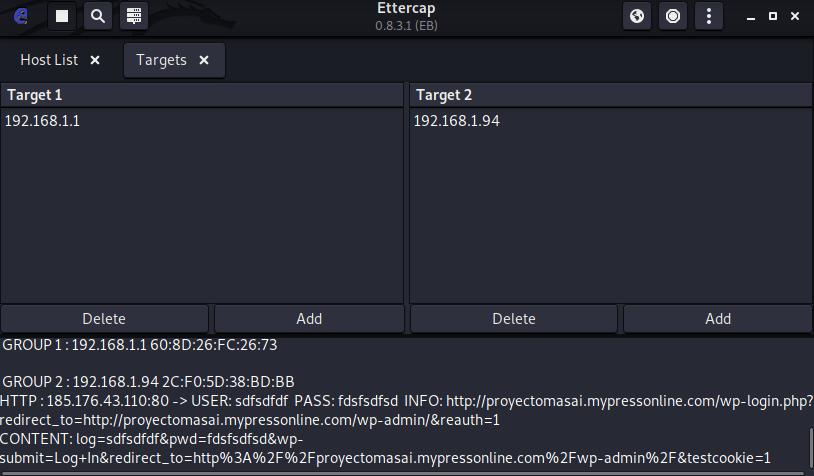 Ettercap
0.8.3.1 (EB)
Host List
Targets
Target 1
Target 2
192.168.1.1
192.168.1.94
Delete
Add
Delete
Add
GROUP 1 : 192.168.1.1 60:8D:26:FC:26:73
GROUP 2 : 192.168.1.94 2C:F0:5D:38:BD:BB
HTTP : 185.176.43.110:80 -> USER: sdfsdfdf  PASS: fdsfsdfsd  INFO: http://proyectomasai.mypressonline.com/wp-login.php?
redirect_to=http://proyectomasai.mypressonline.com/wp-admin/&reauth=1
CONTENT: log=sdfsdfdf&pwd=fdsfsdfsd&wp-
submit=Log+In&redirect_to=http%3A%2F%2Fproyectomasai.mypressonline.com%2Fwp-admin%2F&testcookie=1